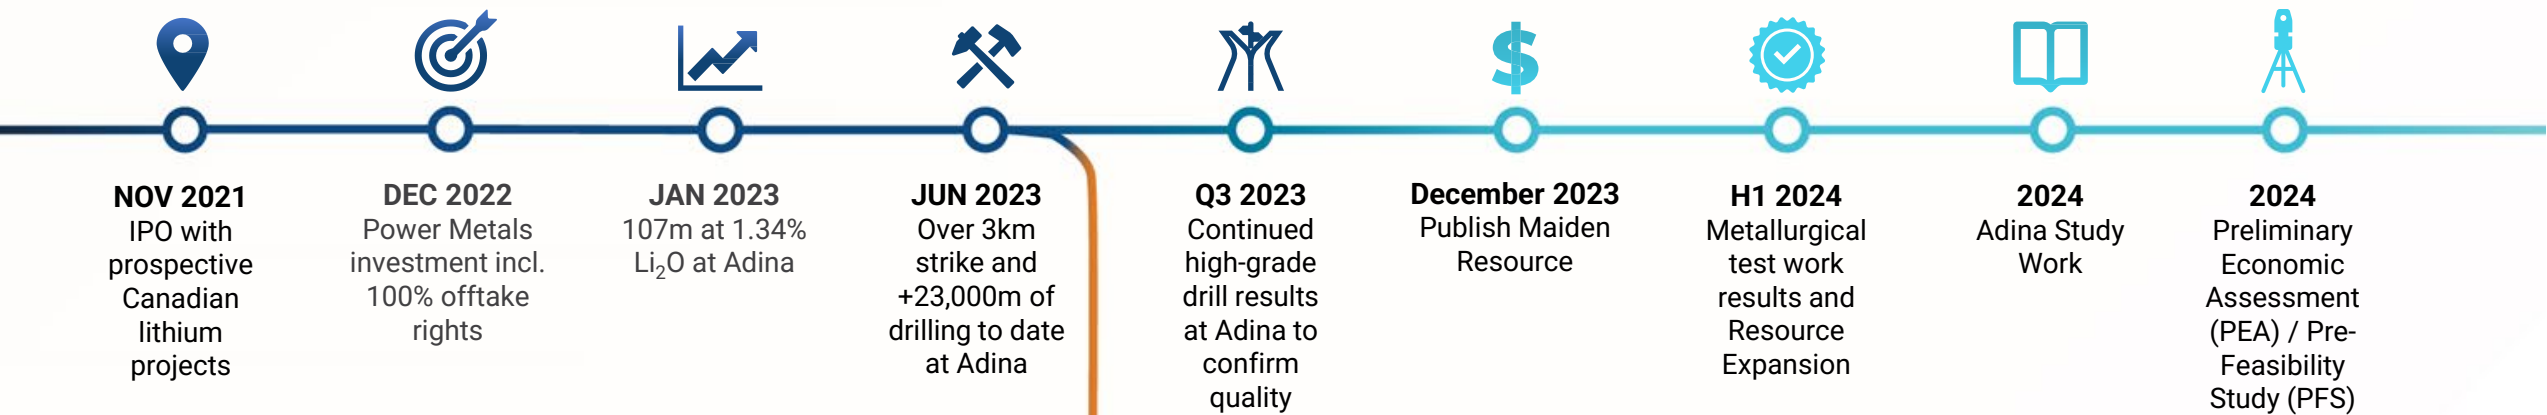 NOV 2021
IPO with
prospective
Canadian
lithium
projects
DEC 2022
Power Metals
investment incl.
100% offtake
rights
JAN 2023
107m at 1.34%
Li₂O at Adina
JUN 2023
Over 3km
strike and
+23,000m of
drilling to date
at Adina
Q3 2023
Continued
high-grade
drill results
at Adina to
confirm
quality
December 2023
Publish Maiden
Resource
H1 2024
Metallurgical
test work
results and
Resource
Expansion
2024
Adina Study
Work
2024
Preliminary
Economic
Assessment
(PEA) / Pre-
Feasibility
Study (PFS)